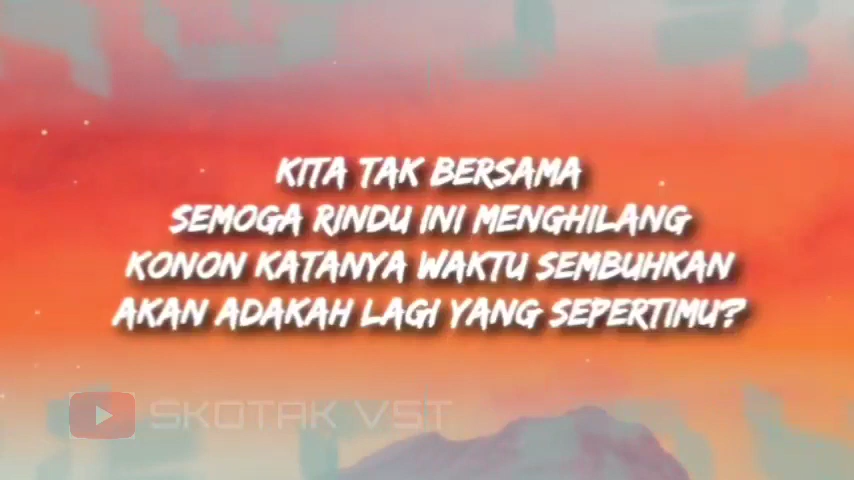 KITA TAK BERSAMA
SEMOGA RINDU INI MENGHILANG
KONON KATANYA WAKTU SEMBUHKAN
AKAN ADAKAH LAGI YANG SEPERTIMU?
SKOTAK VST